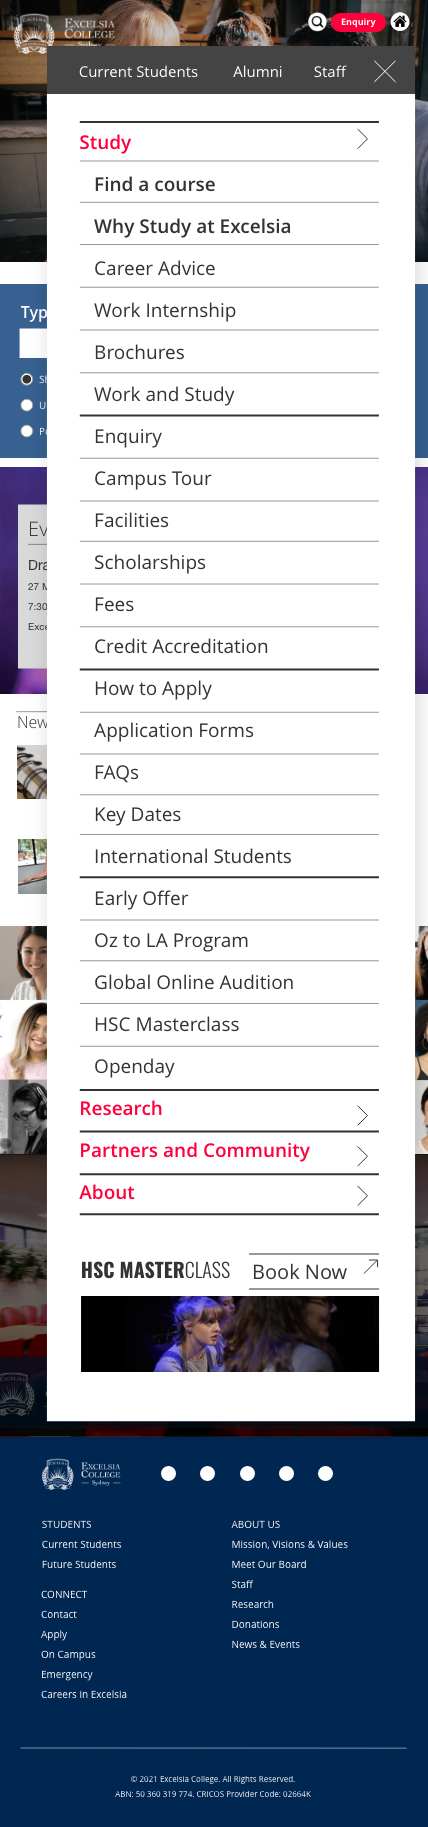 EXCELSIA
COLLEGE
Sydney
Enquiry
Current Students
Alumni
Staff
Study
Find a course
Why Study at Excelsia
Career Advice
Work Internship
Brochures
Work and Study
Enquiry
Campus Tour
Facilities
Scholarships
Fees
Credit Accreditation
How to Apply
Application Forms
FAQs
Key Dates
International Students
Early Offer
Oz to LA Program
Global Online Audition
HSC Masterclass
Openday
Research
Partners and Community
About
HSC MASTERCLASS
Book Now
Typ
Ev
Dra
27 M
7:30
Exce
New
EXCELSIA
COLLEGE
Sydney
STUDENTS
Current Students
Future Students
CONNECT
Contact
Apply
On Campus
Emergency
Careers in Excelsia
ABOUT US
Mission, Visions & Values
Meet Our Board
Staff
Research
Donations
News & Events
© 2021 Excelsia College. All Rights Reserved.
ABN: 50 360 319 774. CRICOS Provider Code: 02664K